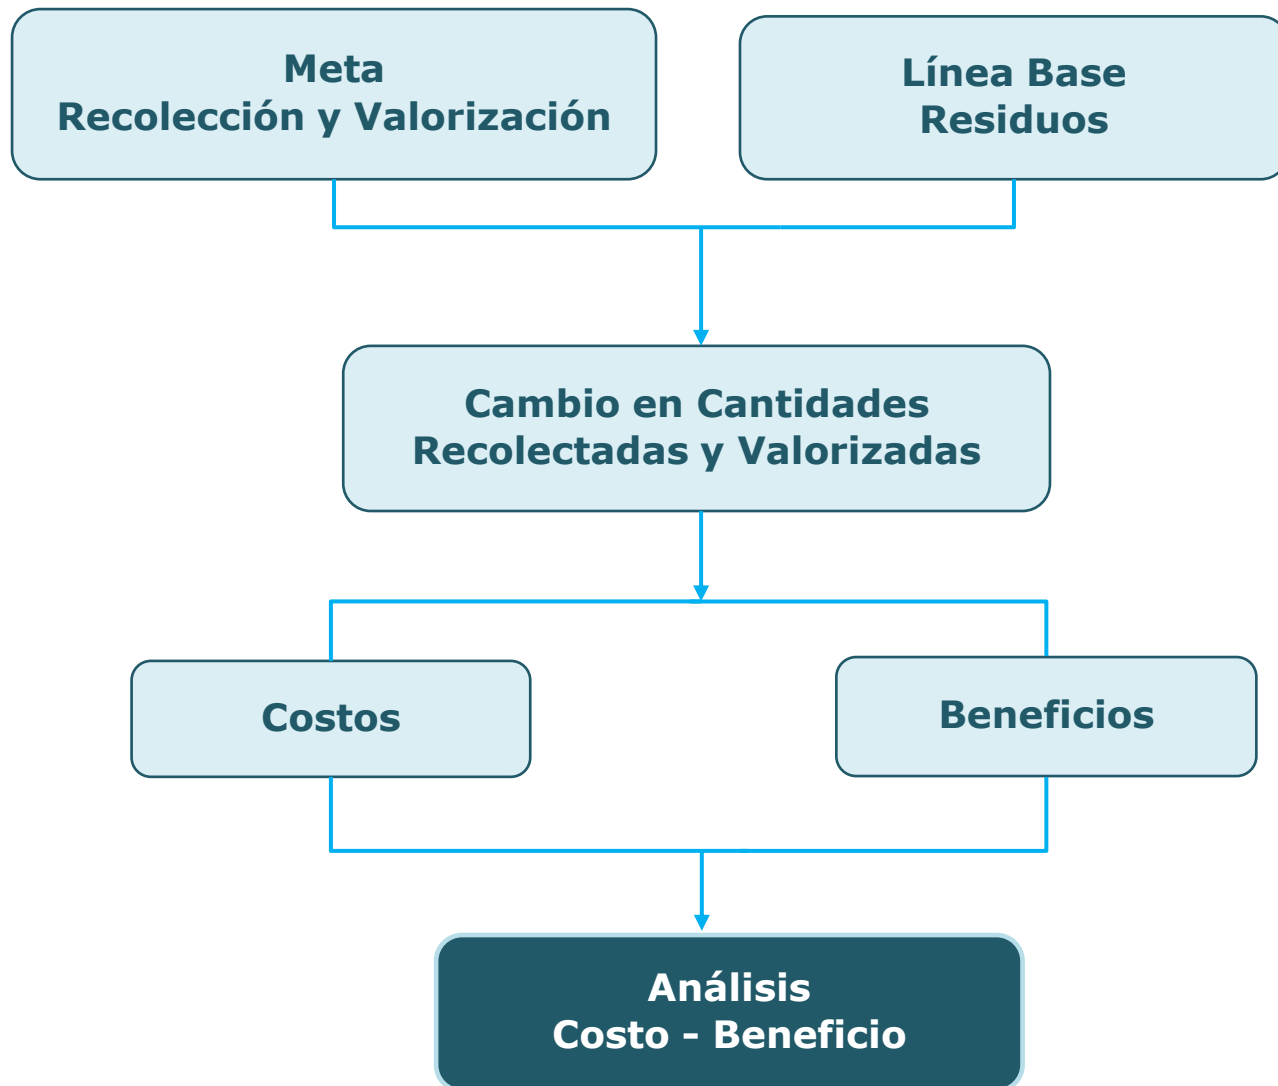 Meta
Recolección y Valorización
Línea Base
Residuos
Cambio en Cantidades
Recolectadas y Valorizadas
Costos
Beneficios
Análisis
Costo – Beneficio